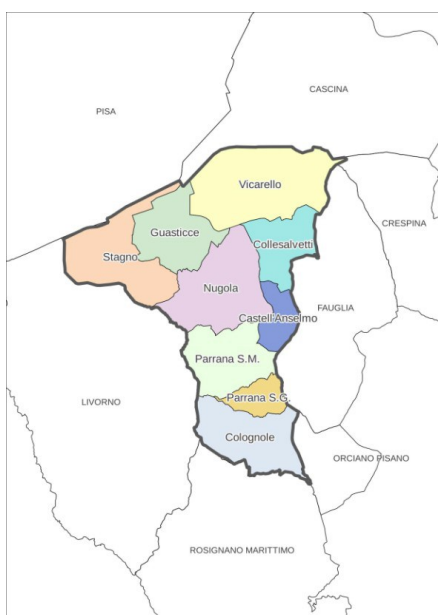 CASCINA
PISA
Vicarello
CRESPINA
Guasticce
Collesalvetti
Stagno
Nugola
FAUGLIA
Castell'Anselmo
Parrana S.M.
Parrana S.G.
LIVORNO
Colognole
ORCIANO PISANO
ROSIGNANO MARITTIMO